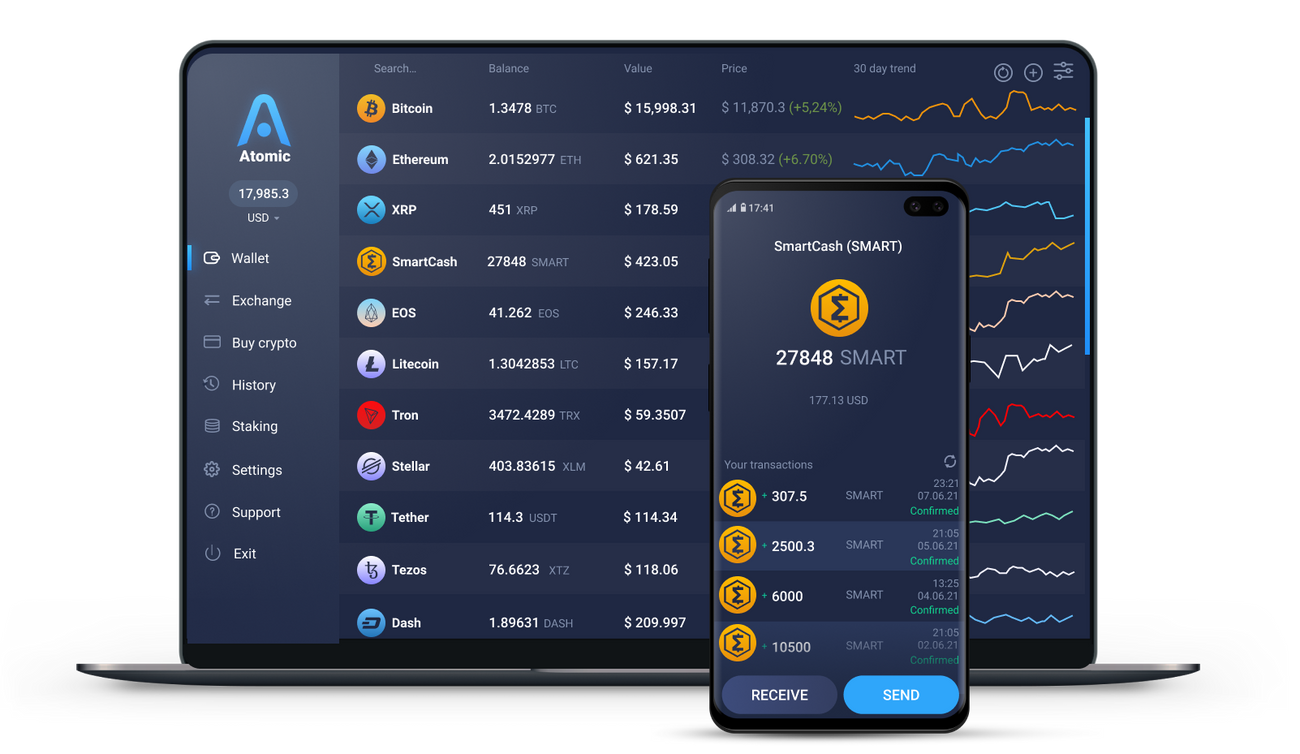 Search... Balance Value Price 30 day trend
Atomic
17,985.3
USD
Wallet
Exchange
Buy crypto
History
Staking
Settings
Support
Exit
Bitcoin 1.3478 BTC $ 15,998.31 $ 11,870.3 (+5,24%)
Ethereum 2.0152977 ETH $ 621.35 $ 308.32 (+6.70%)
XRP 451 XRP $ 178.59
SmartCash 27848 SMART $ 423.05
EOS 41.262 EOS $ 246.33
Litecoin 1.3042853 LTC $ 157.17
Tron 3472.4289 TRX $ 59.3507
Stellar 403.83615 XLM $ 42.61
Tether 114.3 USDT $ 114.34
Tezos 76.6623 XTZ $ 118.06
Dash 1.89631 DASH $ 209.997
17:41
SmartCash (SMART)
27848 SMART
177.13 USD
Your transactions
+ 307.5 SMART 23:21
07.06.21
Confirmed
+ 2500.3 SMART 21:05
05.06.21
Confirmed
+ 6000 SMART 13:25
04.06.21
Confirmed
+ 10500 SMART 21:05
02.06.21
Confirmed
RECEIVE SEND